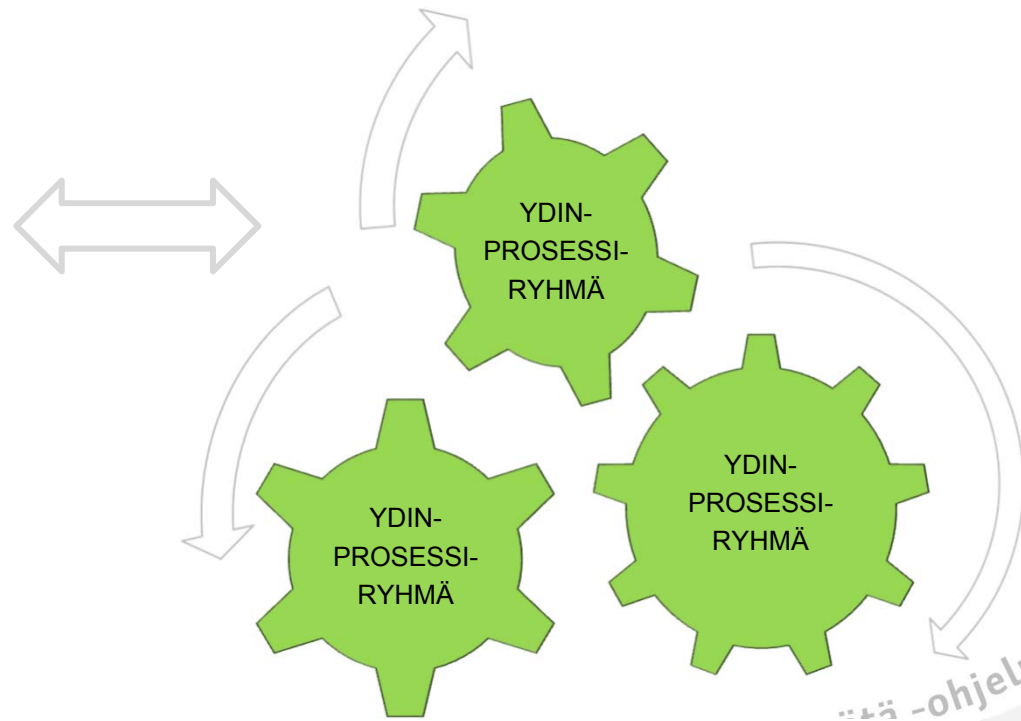 YDIN-
PROSESSI-
RYHMÄ
YDIN-
PROSESSI-
RYHMÄ
YDIN-
PROSESSI-
RYHMÄ